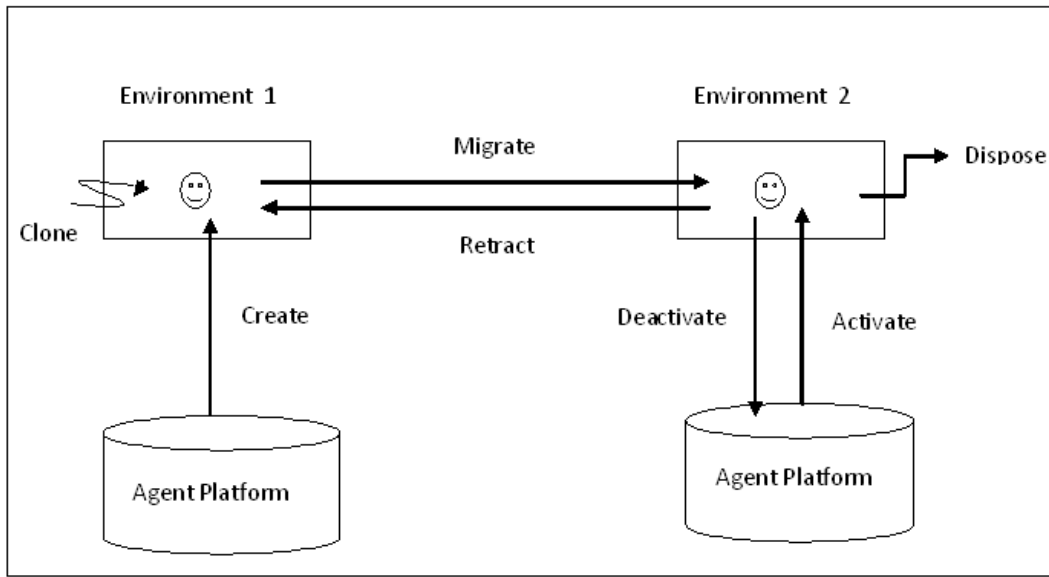 Environment 1
Environment 2
Migrate
Dispose
Clone
Retract
Create
Deactivate
Activate
Agent Platform
Agent Platform